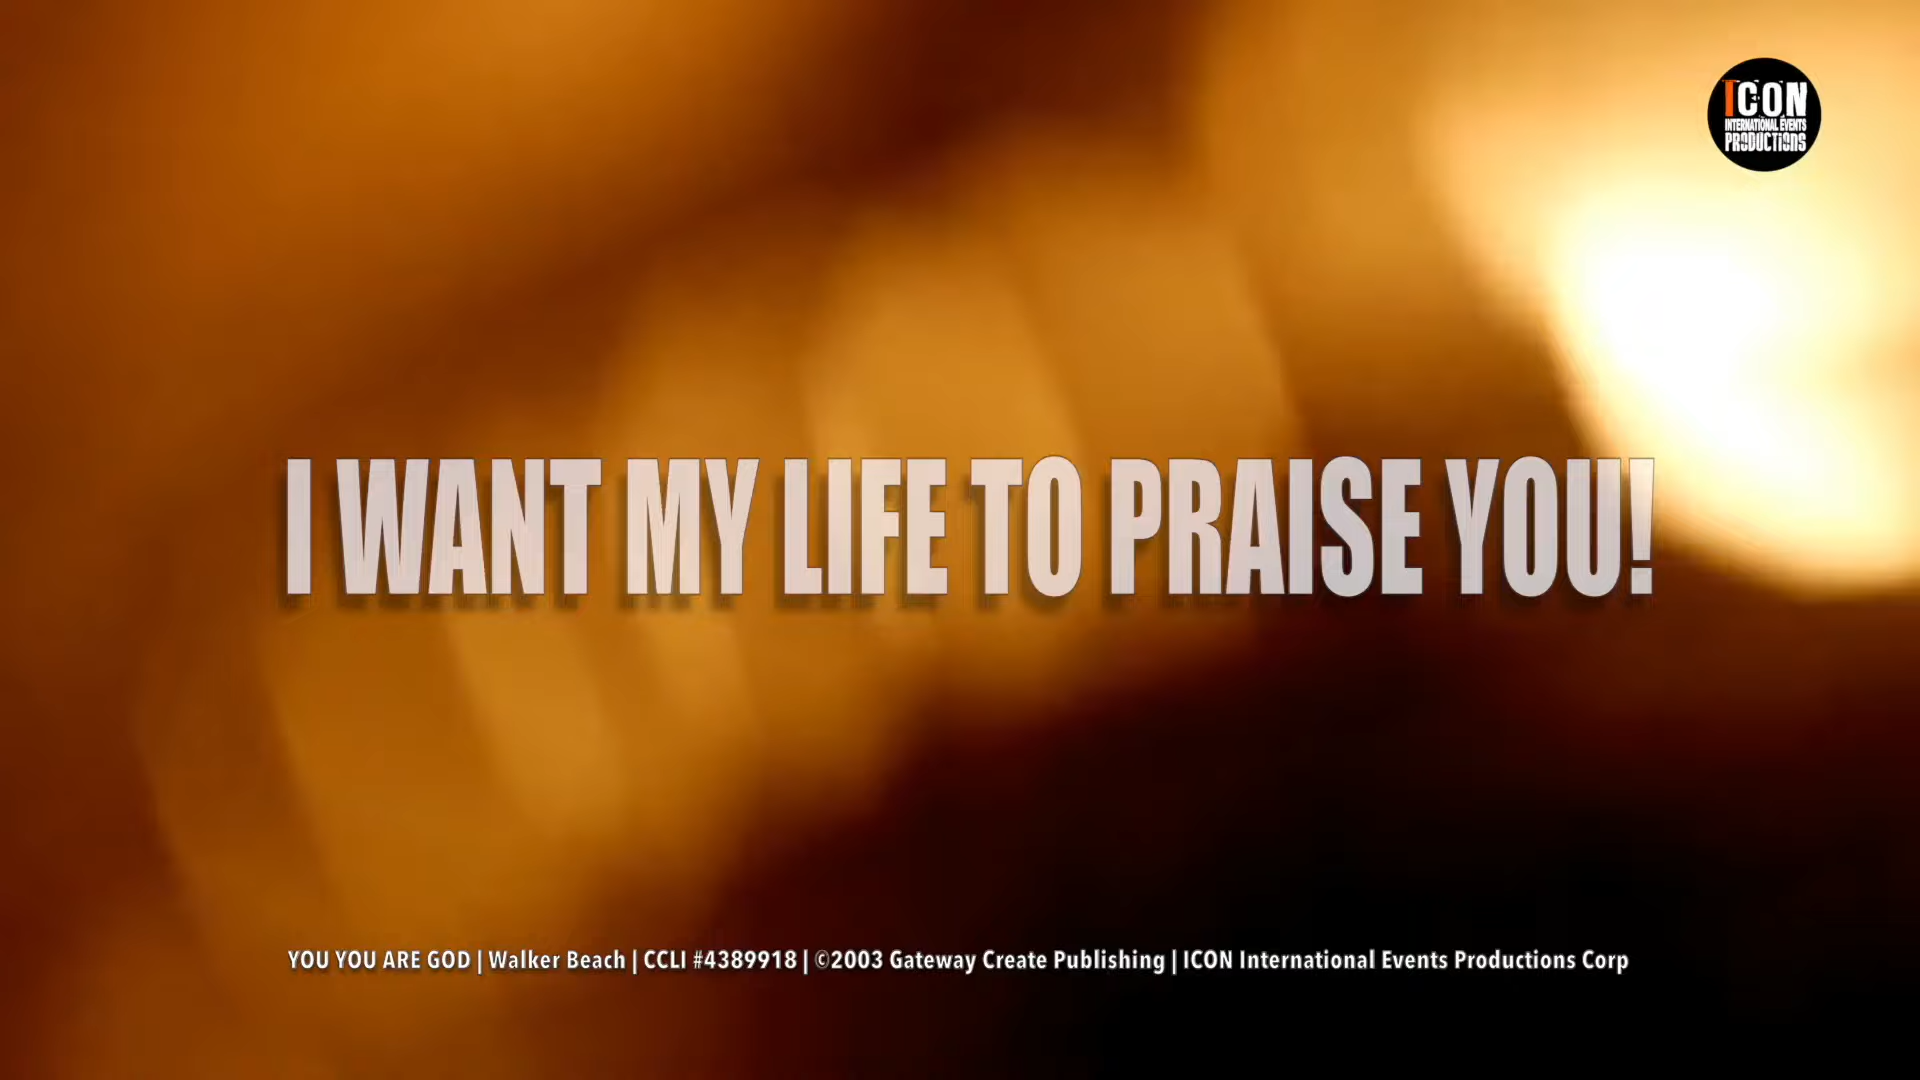 ICON
INTERNATIONAL EVENTS
PRODUCTIONS
I WANT MY LIFE TO PRAISE YOU!
YOU YOU ARE GOD | Walker Beach | CCLI #4389918 | ©2003 Gateway Create Publishing | ICON International Events Productions Corp